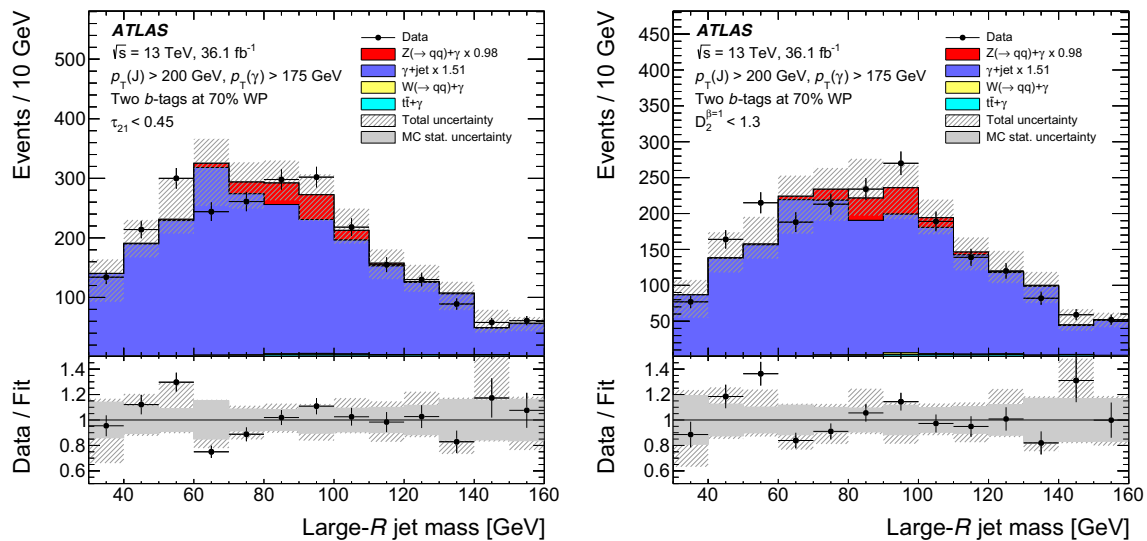 ATLAS
√s = 13 TeV, 36.1 fb⁻¹
p_T(J) > 200 GeV, p_T(γ) > 175 GeV
Two b-tags at 70% WP
τ₂₁ < 0.45
Data
Z(→ qq)+γ x 0.98
γ+jet x 1.51
W(→ qq)+γ
tt̄+γ
Total uncertainty
MC stat. uncertainty
Events / 10 GeV
500
400
300
200
100
Data / Fit
1.4
1.2
1
0.8
0.6
40 60 80 100 120 140 160
Large-R jet mass [GeV]
ATLAS
√s = 13 TeV, 36.1 fb⁻¹
p_T(J) > 200 GeV, p_T(γ) > 175 GeV
Two b-tags at 70% WP
D₂^β=1 < 1.3
Data
Z(→ qq)+γ x 0.98
γ+jet x 1.51
W(→ qq)+γ
tt̄+γ
Total uncertainty
MC stat. uncertainty
Events / 10 GeV
450
400
350
300
250
200
150
100
50
Data / Fit
1.4
1.2
1
0.8
0.6
40 60 80 100 120 140 160
Large-R jet mass [GeV]